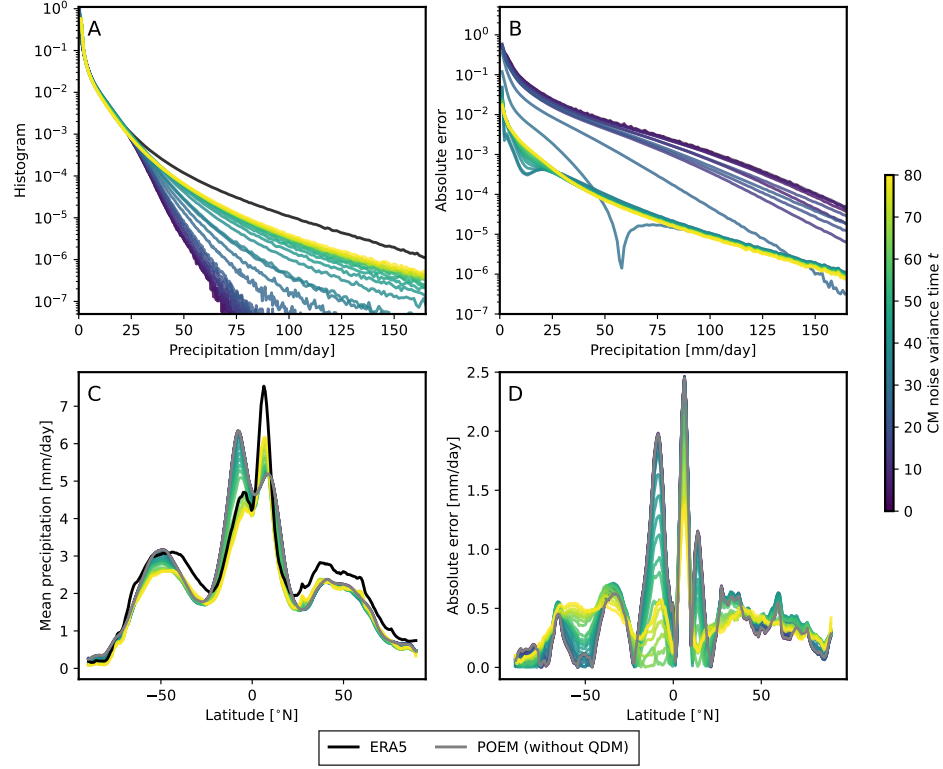 A
B
10^0
10^−1
10^−2
10^−3
10^−4
10^−5
10^−6
10^−7
Histogram
0 25 50 75 100 125 150
Precipitation [mm/day]
10^0
10^−1
10^−2
10^−3
10^−4
10^−5
10^−6
10^−7
Absolute error
0 25 50 75 100 125 150
Precipitation [mm/day]
80
70
60
50
40
30
20
10
0
CM noise variance time t
C
7
6
5
4
3
2
1
0
Mean precipitation [mm/day]
−50 0 50
Latitude [°N]
D
2.5
2.0
1.5
1.0
0.5
0.0
Absolute error [mm/day]
−50 0 50
Latitude [°N]
ERA5 POEM (without QDM)